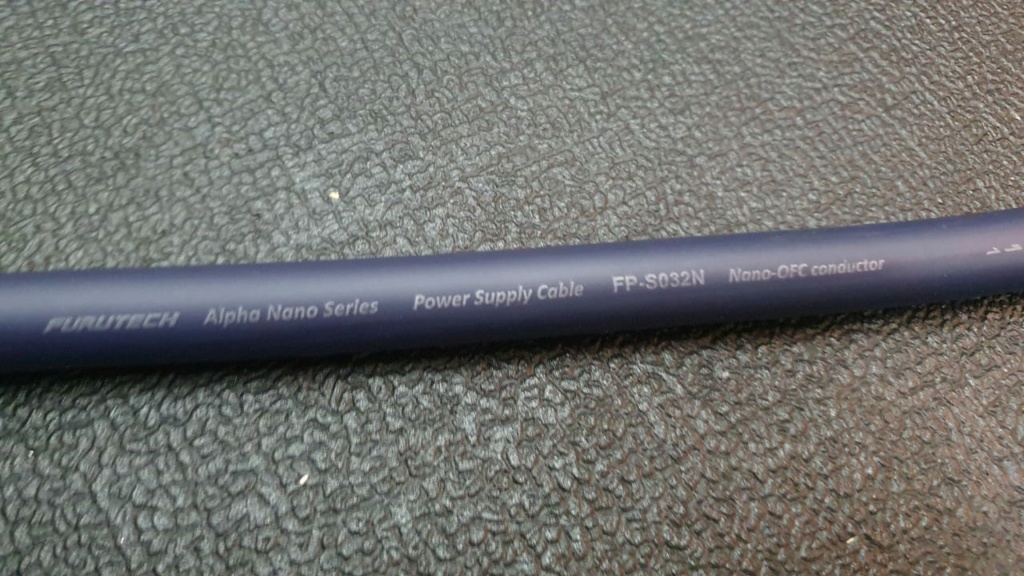 FURUTECH Alpha Nano Series Power Supply Cable FP-S032N Nano-OFC conductor